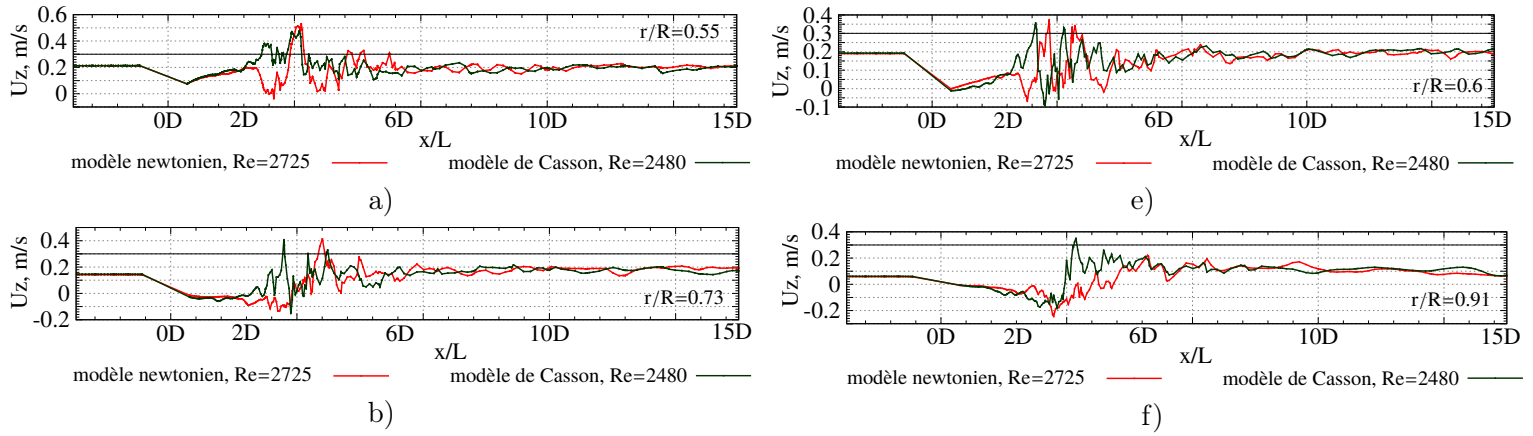 0.6
0.4
0.2
0
Uz, m/s
r/R=0.55
0D 2D 6D 10D 15D
x/L
modèle newtonien, Re=2725 modèle de Casson, Re=2480
a)
0.4
0.3
0.2
0.1
0
-0.1
Uz, m/s
r/R=0.6
0D 2D 6D 10D 15D
x/L
modèle newtonien, Re=2725 modèle de Casson, Re=2480
e)
0.4
0.2
0
-0.2
Uz, m/s
r/R=0.73
0D 2D 6D 10D 15D
x/L
modèle newtonien, Re=2725 modèle de Casson, Re=2480
b)
0.4
0.2
0
-0.2
Uz, m/s
r/R=0.91
0D 2D 6D 10D 15D
x/L
modèle newtonien, Re=2725 modèle de Casson, Re=2480
f)